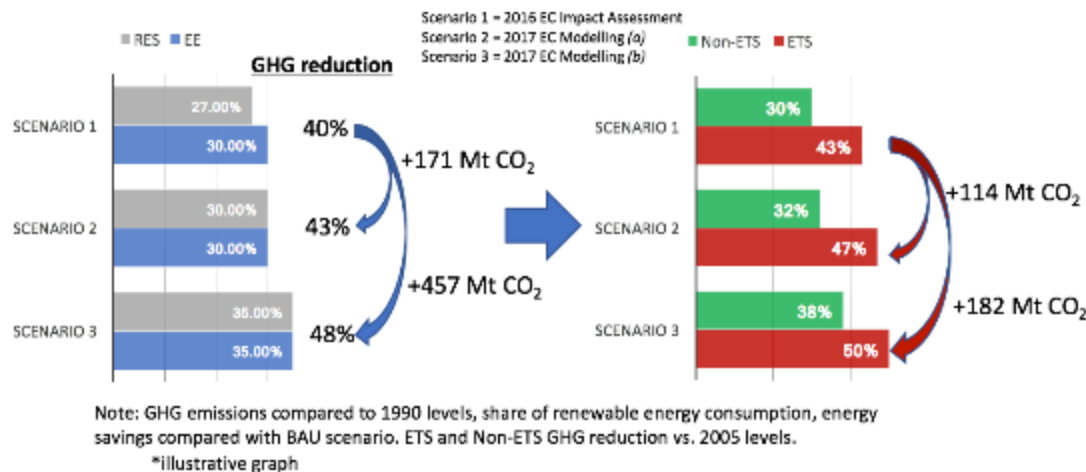 Scenario 1 = 2016 EC Impact Assessment
Scenario 2 = 2017 EC Modelling (a)
Scenario 3 = 2017 EC Modelling (b)
RES EE
GHG reduction
SCENARIO 1
27.00%
30.00%
40%
+171 Mt CO₂
SCENARIO 2
30.00%
30.00%
43%
+457 Mt CO₂
SCENARIO 3
35.00%
35.00%
48%
Non-ETS ETS
SCENARIO 1
30%
43%
+114 Mt CO₂
SCENARIO 2
32%
47%
+182 Mt CO₂
SCENARIO 3
38%
50%
Note: GHG emissions compared to 1990 levels, share of renewable energy consumption, energy
savings compared with BAU scenario. ETS and Non-ETS GHG reduction vs. 2005 levels.
*illustrative graph